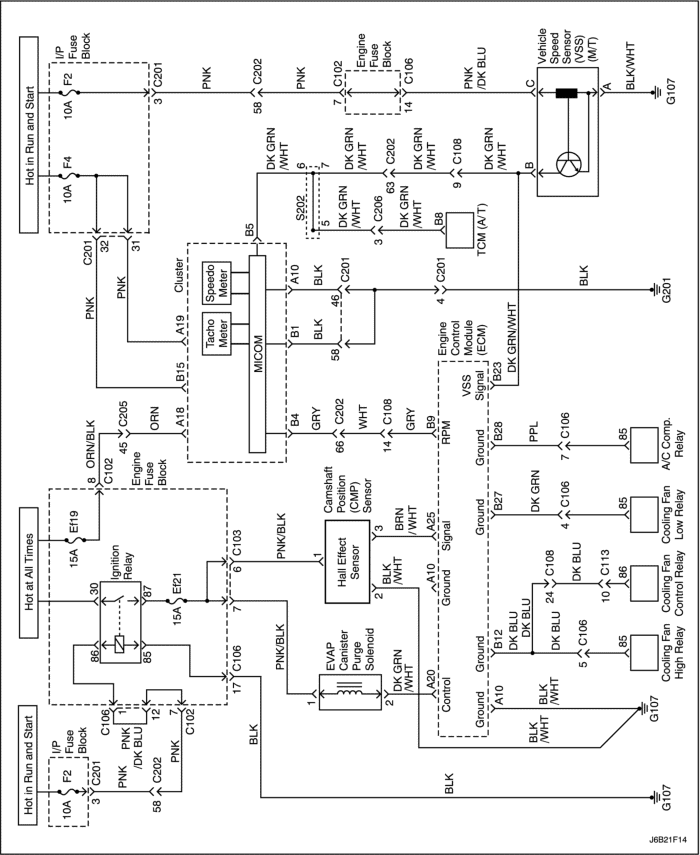 Hot in Run and Start
I/P
Fuse
Block
F2
10A
3
C201
PNK
58
C202
PNK
7
C102
Engine
Fuse
Block
14
C106
PNK
/DK BLU
C
Vehicle
Speed
Sensor
(VSS)
(M/T)
A
B
BLK/WHT
G107
F4
10A
C201
32
31
PNK
PNK
B5
DK GRN
/WHT
S202
6
7
5
DK GRN
/WHT
63
C202
DK GRN
/WHT
9
C108
DK GRN
/WHT
DK GRN
/WHT
3
C206
DK GRN
/WHT
B8
TCM (A/T)
Cluster
Speedo
Meter
Tacho
Meter
MICOM
A19
B15
A18
A10
BLK
46
C201
B1
BLK
58
4
C201
BLK
G201
B4
GRY
66
C202
WHT
14
C108
GRY
B9
RPM
Engine
Control
Module
(ECM)
VSS
Signal
B23
DK GRN/WHT
Hot at All Times
Ef19
15A
8
C102
ORN/BLK
45
C205
ORN
Engine
Fuse
Block
Ignition
Relay
30
87
86
85
Ef21
15A
6
C103
7
17
C106
PNK/BLK
PNK/BLK
BLK
Camshaft
Position
(CMP)
Sensor
Hall Effect
Sensor
1
3
2
BRN
/WHT
BLK
/WHT
A25
Signal
A10
Ground
EVAP
Canister
Purge
Solenoid
1
2
DK GRN
/WHT
A20
Control
Ground
B28
PPL
7
C106
85
A/C Comp.
Relay
Ground
B27
DK GRN
4
C106
85
Cooling Fan
Low Relay
Ground
B12
DK BLU
DK BLU
24
C108
DK BLU
10
C113
86
Cooling Fan
Control Relay
DK BLU
5
C106
85
Cooling Fan
High Relay
Ground
A10
BLK
/WHT
BLK
/WHT
G107
Hot in Run and Start
I/P
Fuse
Block
F2
10A
3
C201
PNK
58
C202
PNK
C106
1
12
7
C102
PNK
/DK BLU
BLK
G107
J6B21F14